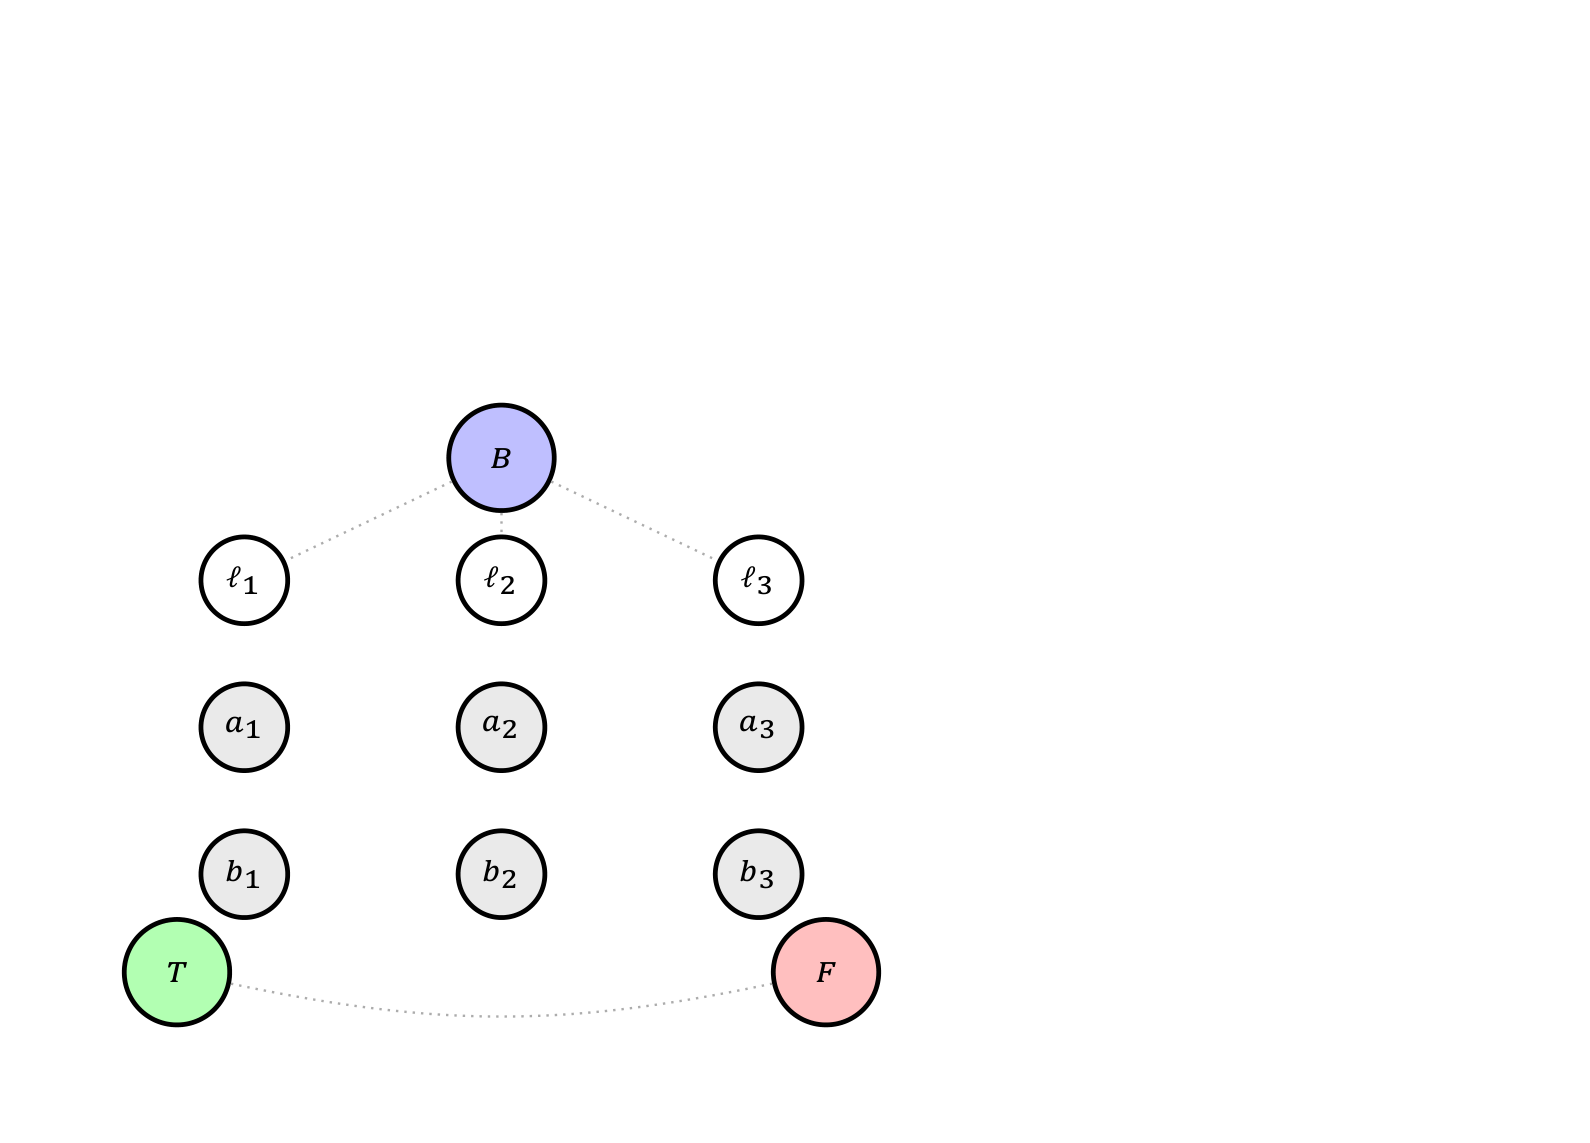 B
ℓ₁ ℓ₂ ℓ₃
a₁ a₂ a₃
b₁ b₂ b₃
T F